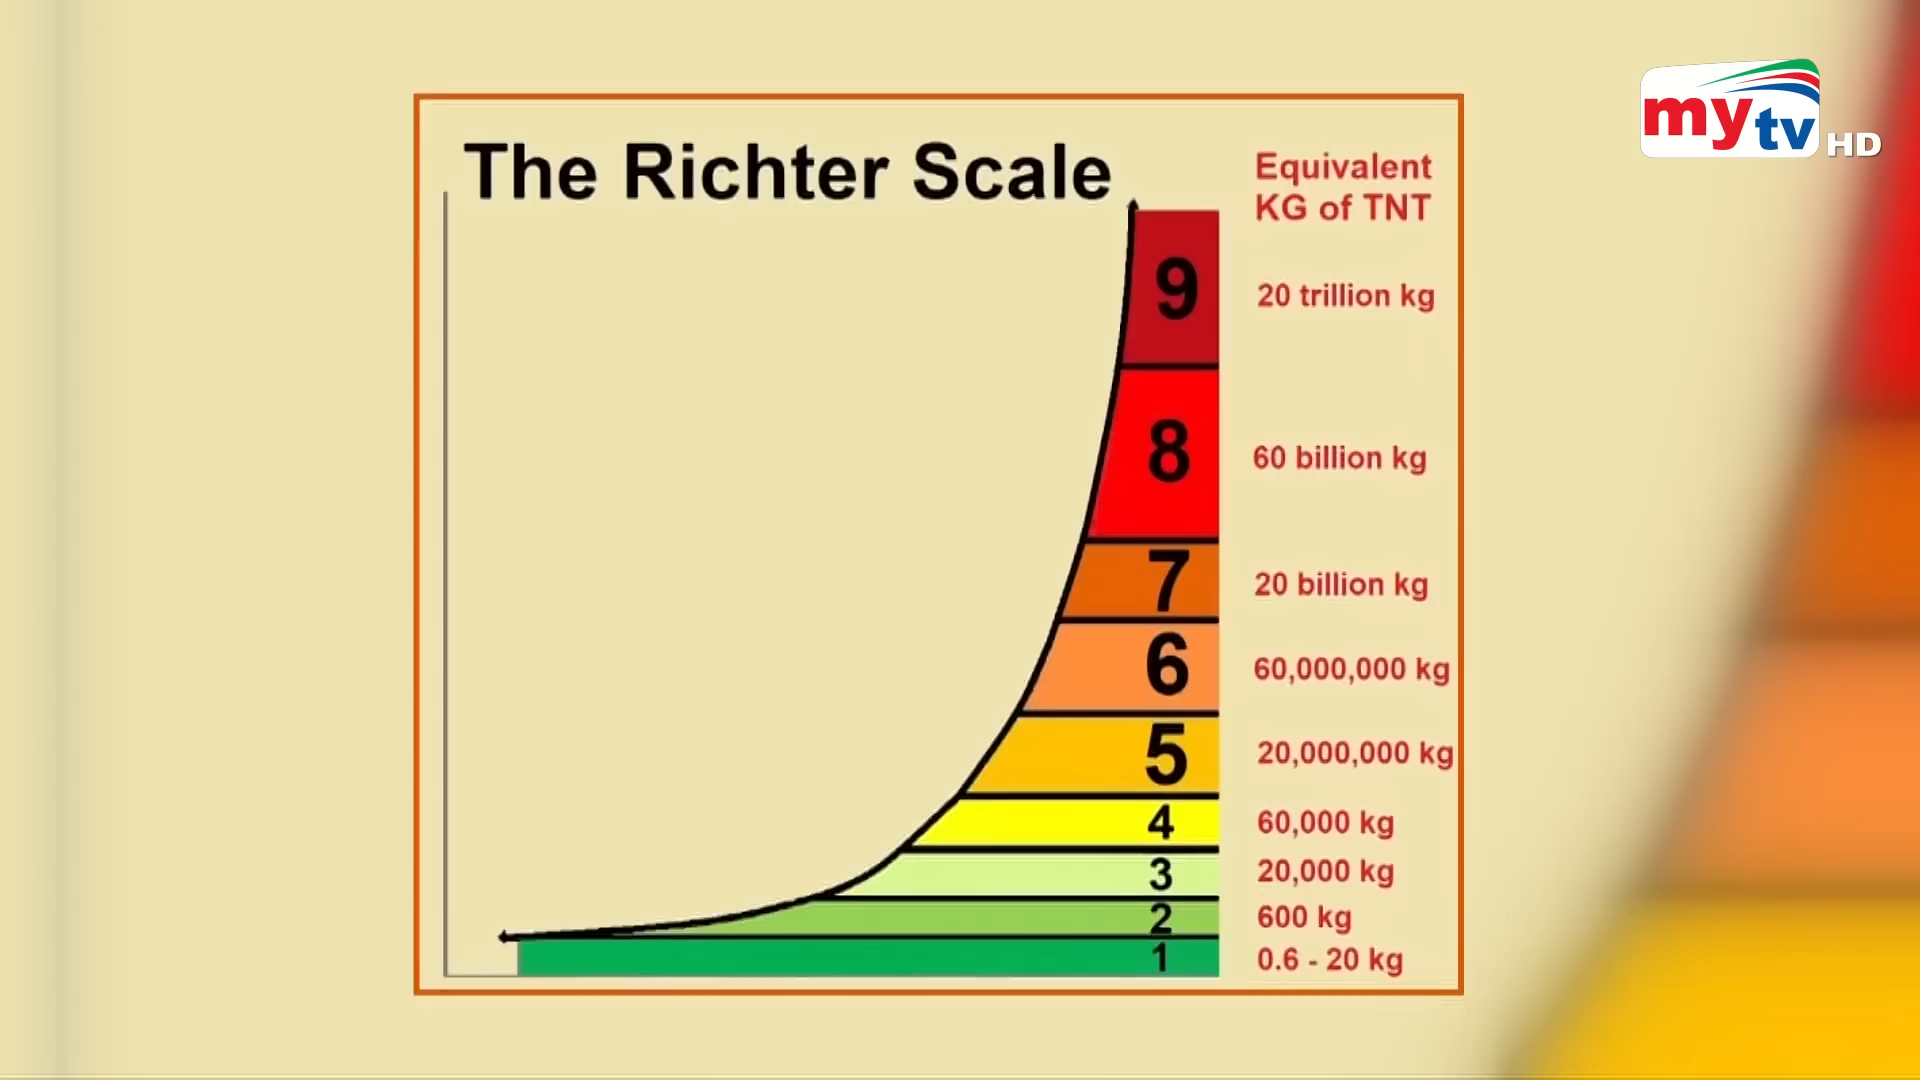 mytv HD
The Richter Scale
Equivalent
KG of TNT
9 20 trillion kg
8 60 billion kg
7 20 billion kg
6 60,000,000 kg
5 20,000,000 kg
4 60,000 kg
3 20,000 kg
2 600 kg
1 0.6 - 20 kg